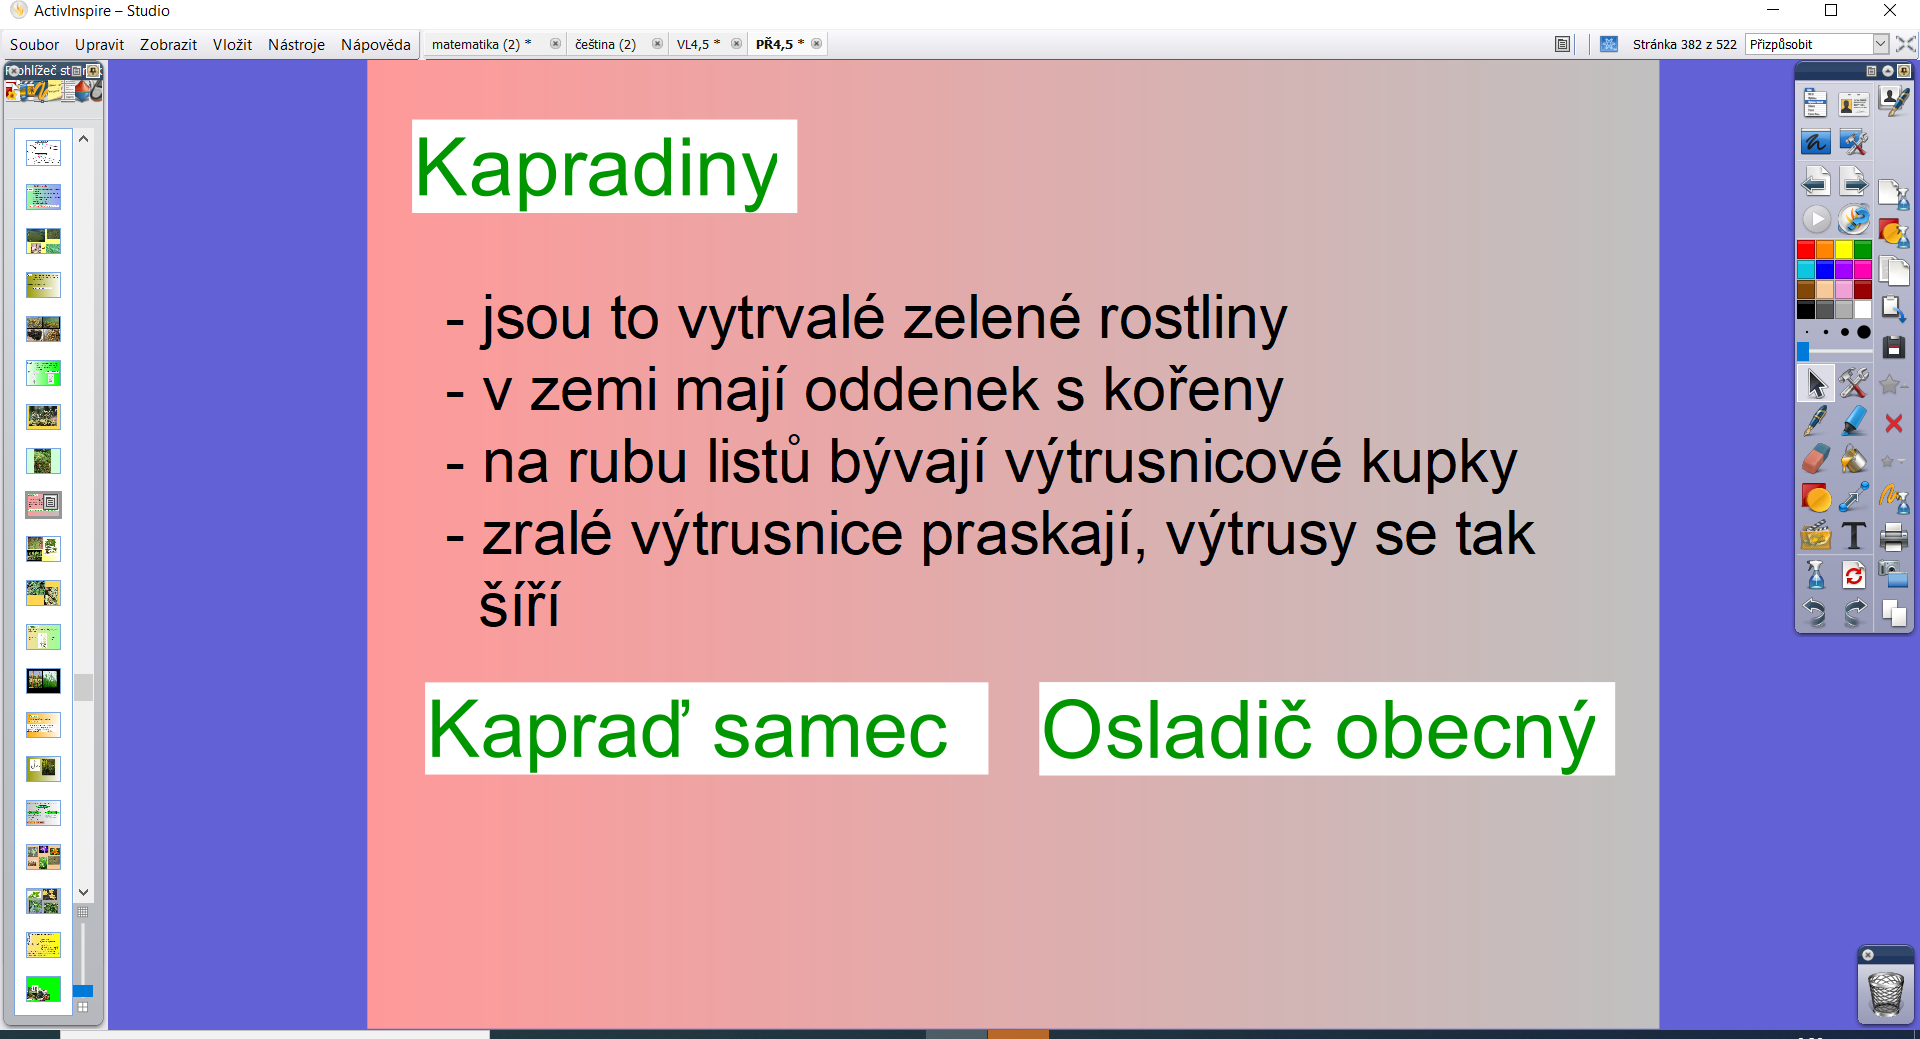 ActivInspire – Studio
Soubor Upravit Zobrazit Vložit Nástroje Nápověda
matematika (2) * čeština (2) VL4,5 * PŘ4,5 *
Stránka 382 z 522 Přizpůsobit
Kapradiny
- jsou to vytrvalé zelené rostliny
- v zemi mají oddenek s kořeny
- na rubu listů bývají výtrusnicové kupky
- zralé výtrusnice praskají, výtrusy se tak
šíří
Kapraď samec
Osladič obecný